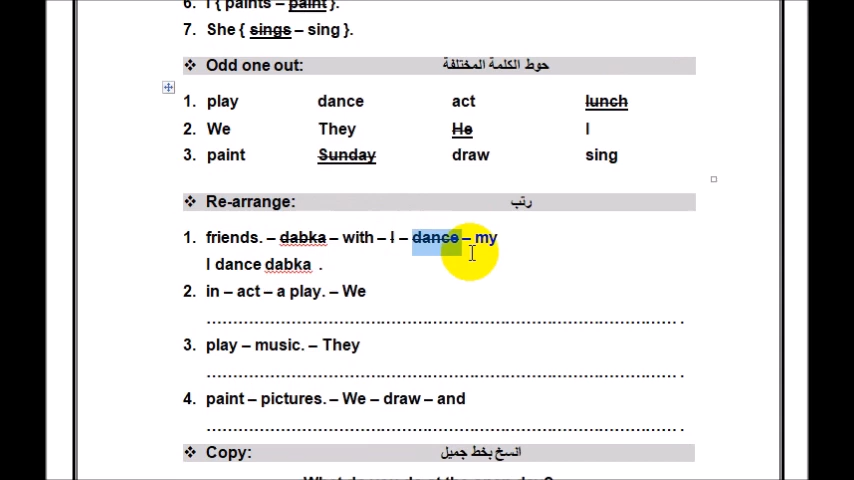 6. I { paints – paint }.
7. She { sings – sing }.
❖ Odd one out: حوط الكلمة المختلفة
1. play dance act lunch
2. We They He I
3. paint Sunday draw sing
❖ Re-arrange: رتب
1. friends. – dabka – with – I – dance – my
I dance dabka .
2. in – act – a play. – We
.................................................................................................... .
3. play – music. – They
.................................................................................................... .
4. paint – pictures. – We – draw – and
.................................................................................................... .
❖ Copy: انسخ بخط جميل